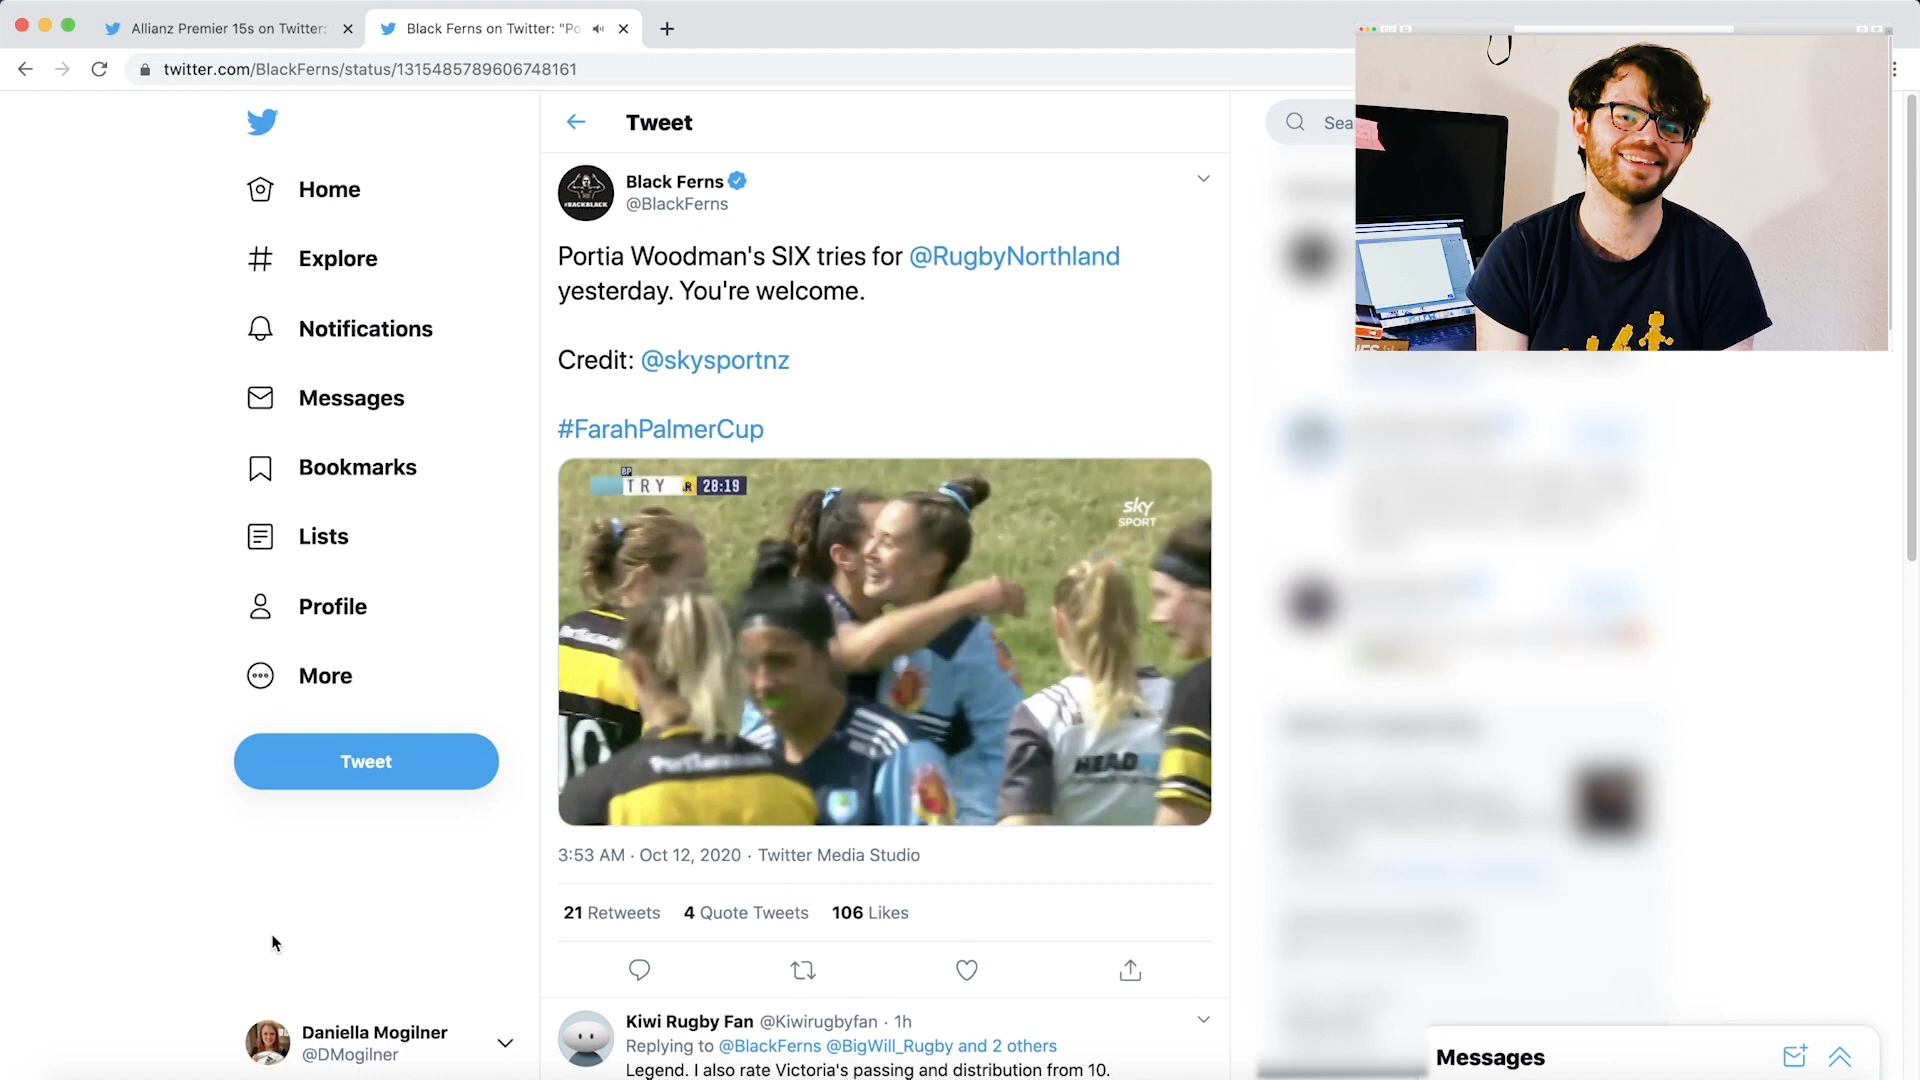 Allianz Premier 15s on Twitter:
Black Ferns on Twitter: "Po
twitter.com/BlackFerns/status/1315485789606748161
Home
Explore
Notifications
Messages
Bookmarks
Lists
Profile
More
Tweet
Daniella Mogilner
@DMogilner
Tweet
#BACKBLACK
Black Ferns
@BlackFerns
Portia Woodman's SIX tries for @RugbyNorthland
yesterday. You're welcome.
Credit: @skysportnz
#FarahPalmerCup
BP
TRY R 28:19
sky
SPORT
HEAD
3:53 AM · Oct 12, 2020 · Twitter Media Studio
21 Retweets 4 Quote Tweets 106 Likes
Kiwi Rugby Fan @Kiwirugbyfan · 1h
Replying to @BlackFerns @BigWill_Rugby and 2 others
Legend. I also rate Victoria's passing and distribution from 10.
Sea
Messages